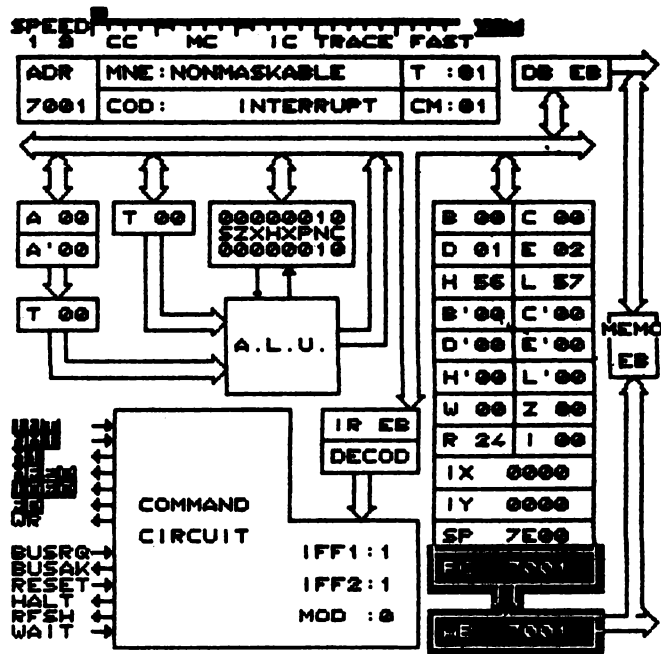 SPEED
1 9 CC MC IC TRACE FAST
ADR MNE:NONMASKABLE T :01 DB EB
7001 COD: INTERRUPT CM:01
A 00 T 00 00000010 B 00 C 00
A'00 SZXHXPNC D 01 E 02
00000010 H 56 L 57
T 00 B'00 C'00 MEMO
A.L.U. D'00 E'00 EB
H'00 L'00
IR EB W 00 Z 00
DECOD R 24 I 00
IX 0000
COMMAND IY 0000
WR
CIRCUIT SP 7E00
BUSRQ IFF1:1 PC 7001
BUSAK
RESET IFF2:1
HALT
RFSH MOD :0 7001
WAIT